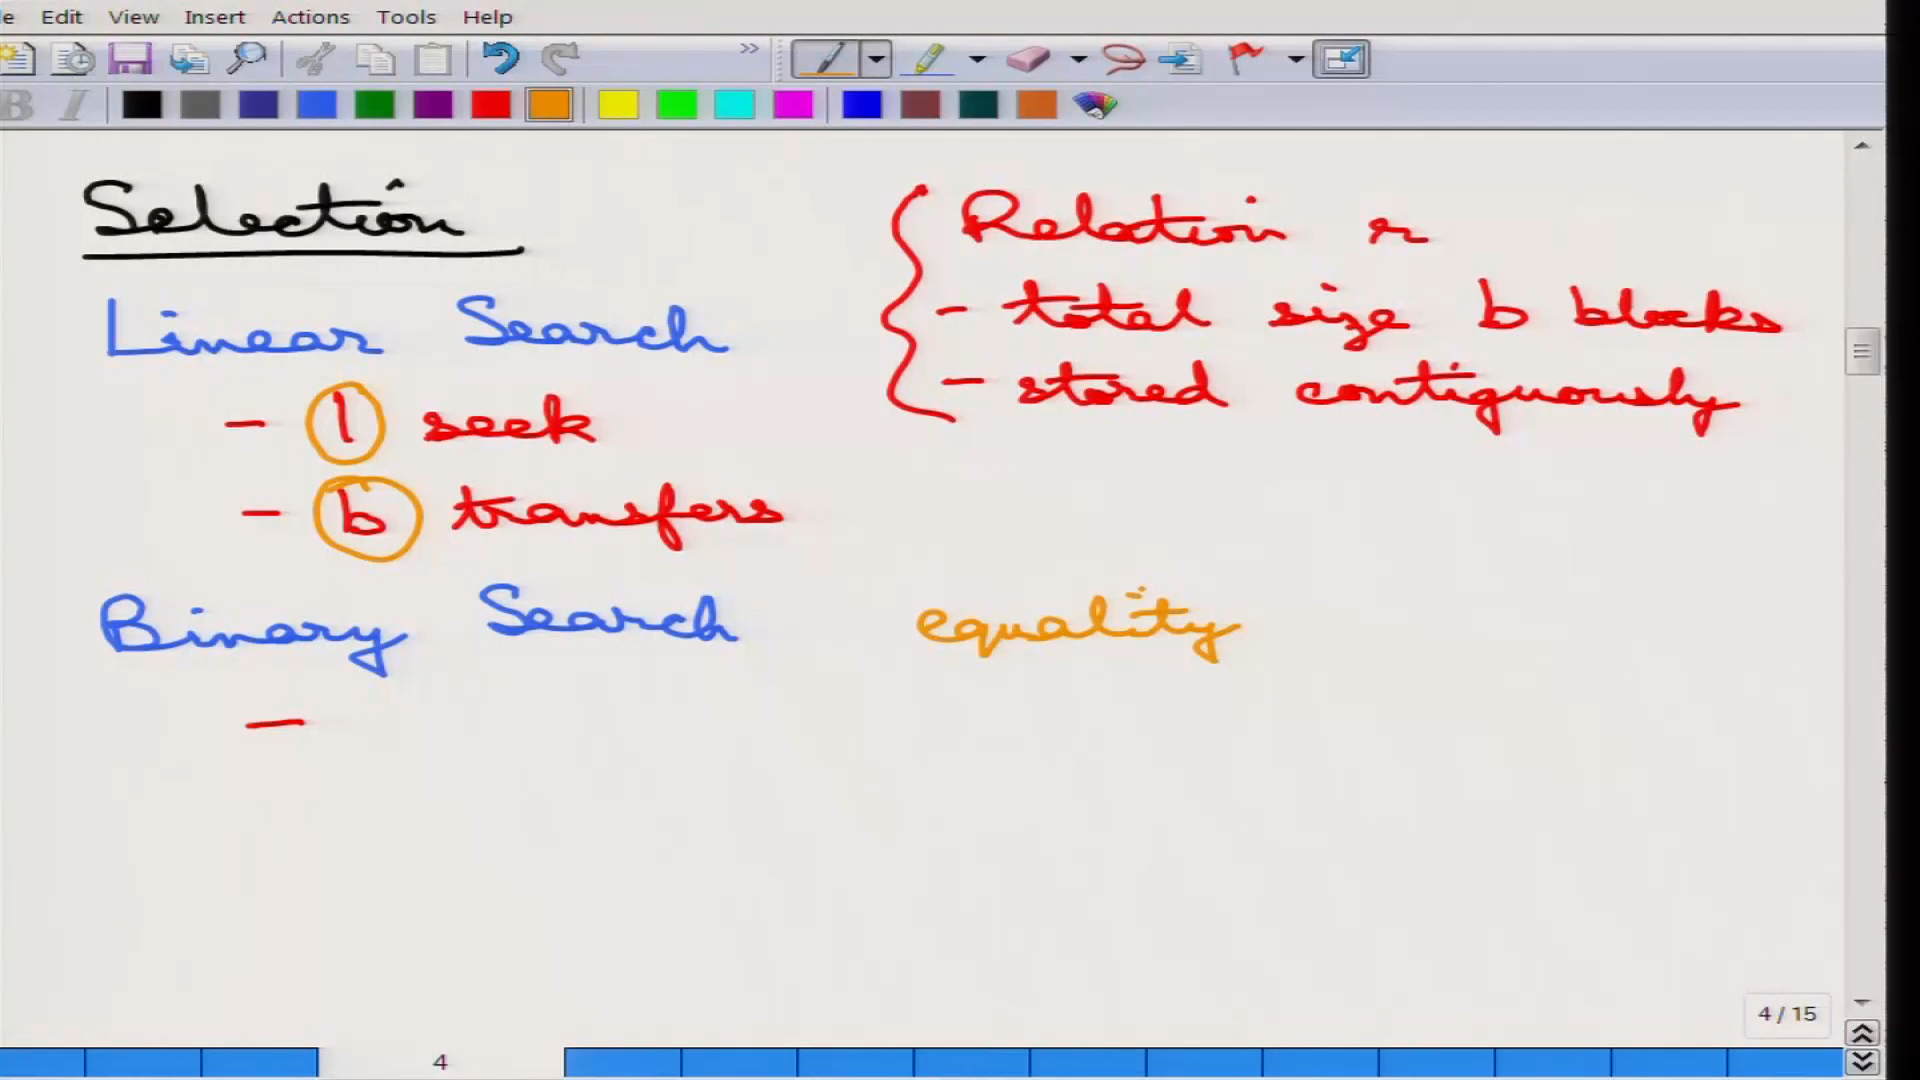 Edit View Insert Actions Tools Help
Selection
Linear Search
- 1 seek
- b transfers
Relation r
- total size b blocks
- stored contiguously
Binary Search equality
-
4 / 15
4